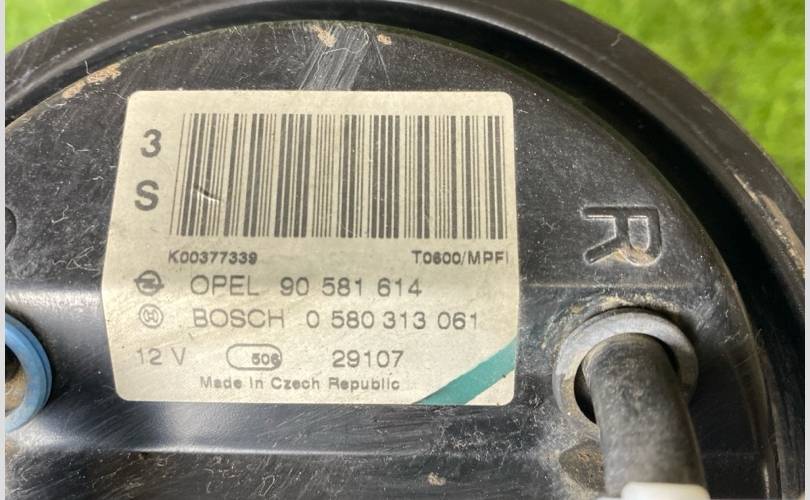 3
S
K00377339 T0600/MPFI
OPEL 90 581 614
BOSCH 0 580 313 061
12 V 506 29107
Made in Czech Republic
R